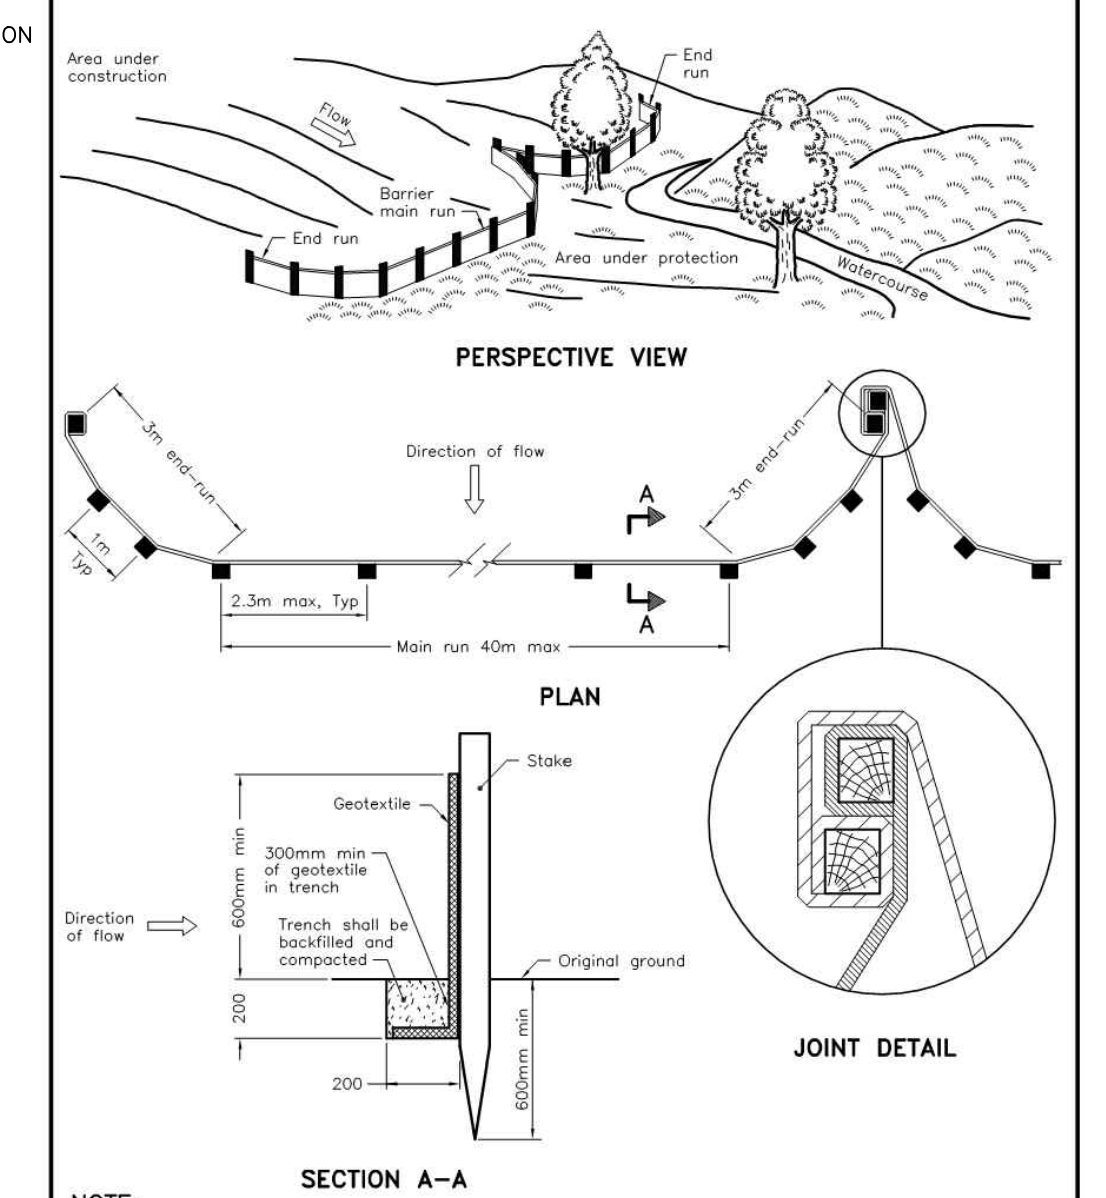 ON
Area under
construction
Flow
End
run
Barrier
main run
End run
Area under protection
Watercourse
PERSPECTIVE VIEW
3m end-run
Direction of flow
3m end-run
A
1m
Typ
2.3m max, Typ
A
Main run 40m max
PLAN
Stake
Geotextile
600mm min
300mm min
of geotextile
in trench
Direction
of flow
Trench shall be
backfilled and
compacted
Original ground
200
600mm min
200
JOINT DETAIL
SECTION A-A
NOTE